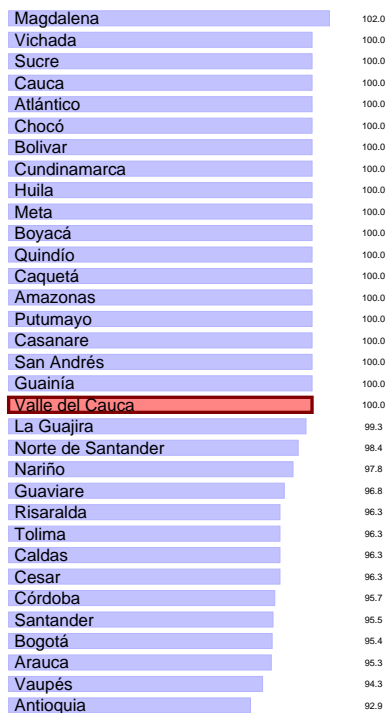 Magdalena 102.0
Vichada 100.0
Sucre 100.0
Cauca 100.0
Atlántico 100.0
Chocó 100.0
Bolivar 100.0
Cundinamarca 100.0
Huila 100.0
Meta 100.0
Boyacá 100.0
Quindío 100.0
Caquetá 100.0
Amazonas 100.0
Putumayo 100.0
Casanare 100.0
San Andrés 100.0
Guainía 100.0
Valle del Cauca 100.0
La Guajira 99.3
Norte de Santander 98.4
Nariño 97.8
Guaviare 96.8
Risaralda 96.3
Tolima 96.3
Caldas 96.3
Cesar 96.3
Córdoba 95.7
Santander 95.5
Bogotá 95.4
Arauca 95.3
Vaupés 94.3
Antioquia 92.9